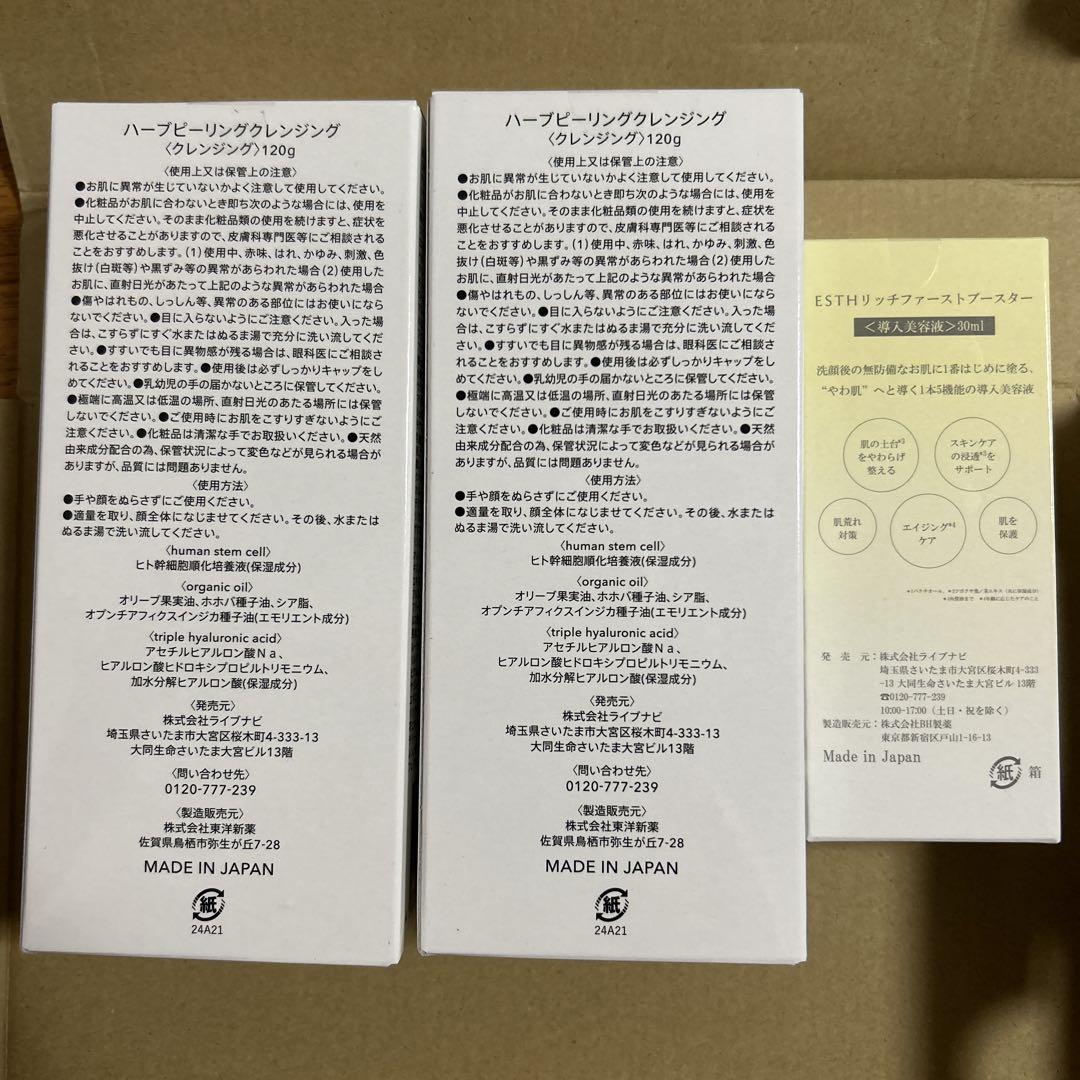 ハーブピーリングクレンジング
〈クレンジング〉120g
〈使用上又は保管上の注意〉
●お肌に異常が生じていないかよく注意して使用してください。
●化粧品がお肌に合わないとき即ち次のような場合には、使用を
中止してください。そのまま化粧品類の使用を続けますと、症状を
悪化させることがありますので、皮膚科専門医等にご相談される
ことをおすすめします。(1)使用中、赤味、はれ、かゆみ、刺激、色
抜け(白斑等)や黒ずみ等の異常があらわれた場合(2)使用した
お肌に、直射日光があたって上記のような異常があらわれた場合
●傷やはれもの、しっしん等、異常のある部位にはお使いになら
ないでください。●目に入らないようにご注意ください。入った場
合は、こすらずにすぐ水またはぬるま湯で充分に洗い流してくださ
い。●すすいでも目に異物感が残る場合は、眼科医にご相談さ
れることをおすすめします。●使用後は必ずしっかりキャップをし
めてください。●乳幼児の手の届かないところに保管してください。
●極端に高温又は低温の場所、直射日光のあたる場所には保管
しないでください。●ご使用時にお肌をこすりすぎないようにご
注意ください。●化粧品は清潔な手でお取扱いください。●天然
由来成分配合の為、保管状況によって変色などが見られる場合が
ありますが、品質には問題ありません。
〈使用方法〉
●手や顔をぬらさずにご使用ください。
●適量を取り、顔全体になじませてください。その後、水または
ぬるま湯で洗い流してください。
〈human stem cell〉
ヒト幹細胞順化培養液(保湿成分)
〈organic oil〉
オリーブ果実油、ホホバ種子油、シア脂、
オプンチアフィクスインジカ種子油(エモリエント成分)
〈triple hyaluronic acid〉
アセチルヒアルロン酸Na、
ヒアルロン酸ヒドロキシプロピルトリモニウム、
加水分解ヒアルロン酸(保湿成分)
〈発売元〉
株式会社ライブナビ
埼玉県さいたま市大宮区桜木町4-333-13
大同生命さいたま大宮ビル13階
〈問い合わせ先〉
0120-777-239
〈製造販売元〉
株式会社東洋新薬
佐賀県鳥栖市弥生が丘7-28
MADE IN JAPAN
紙
24A21
ハーブピーリングクレンジング
〈クレンジング〉120g
〈使用上又は保管上の注意〉
●お肌に異常が生じていないかよく注意して使用してください。
●化粧品がお肌に合わないとき即ち次のような場合には、使用を
中止してください。そのまま化粧品類の使用を続けますと、症状を
悪化させることがありますので、皮膚科専門医等にご相談される
ことをおすすめします。(1)使用中、赤味、はれ、かゆみ、刺激、色
抜け(白斑等)や黒ずみ等の異常があらわれた場合(2)使用した
お肌に、直射日光があたって上記のような異常があらわれた場合
●傷やはれもの、しっしん等、異常のある部位にはお使いになら
ないでください。●目に入らないようにご注意ください。入った場
合は、こすらずにすぐ水またはぬるま湯で充分に洗い流してくださ
い。●すすいでも目に異物感が残る場合は、眼科医にご相談さ
れることをおすすめします。●使用後は必ずしっかりキャップをし
めてください。●乳幼児の手の届かないところに保管してください。
●極端に高温又は低温の場所、直射日光のあたる場所には保管
しないでください。●ご使用時にお肌をこすりすぎないようにご
注意ください。●化粧品は清潔な手でお取扱いください。●天然
由来成分配合の為、保管状況によって変色などが見られる場合が
ありますが、品質には問題ありません。
〈使用方法〉
●手や顔をぬらさずにご使用ください。
●適量を取り、顔全体になじませてください。その後、水または
ぬるま湯で洗い流してください。
〈human stem cell〉
ヒト幹細胞順化培養液(保湿成分)
〈organic oil〉
オリーブ果実油、ホホバ種子油、シア脂、
オプンチアフィクスインジカ種子油(エモリエント成分)
〈triple hyaluronic acid〉
アセチルヒアルロン酸Na、
ヒアルロン酸ヒドロキシプロピルトリモニウム、
加水分解ヒアルロン酸(保湿成分)
〈発売元〉
株式会社ライブナビ
埼玉県さいたま市大宮区桜木町4-333-13
大同生命さいたま大宮ビル13階
〈問い合わせ先〉
0120-777-239
〈製造販売元〉
株式会社東洋新薬
佐賀県鳥栖市弥生が丘7-28
MADE IN JAPAN
紙
24A21
ESTHリッチファーストブースター
＜導入美容液＞30ml
洗顔後の無防備なお肌に1番はじめに塗る、
“やわ肌”へと導く1本5機能の導入美容液
肌の土台*3
をやわらげ
整える
スキンケア
の浸透*3を
サポート
肌荒れ
対策
エイジング*4
ケア
肌を
保護
*3角質層まで *4年齢に応じたケアのこと
発 売 元：株式会社ライブナビ
埼玉県さいたま市大宮区桜木町4-333
-13 大同生命さいたま大宮ビル 13階
☎0120-777-239
10:00-17:00（土日・祝を除く）
製造販売元：株式会社BH製薬
東京都新宿区戸山1-16-13
Made in Japan
紙 箱